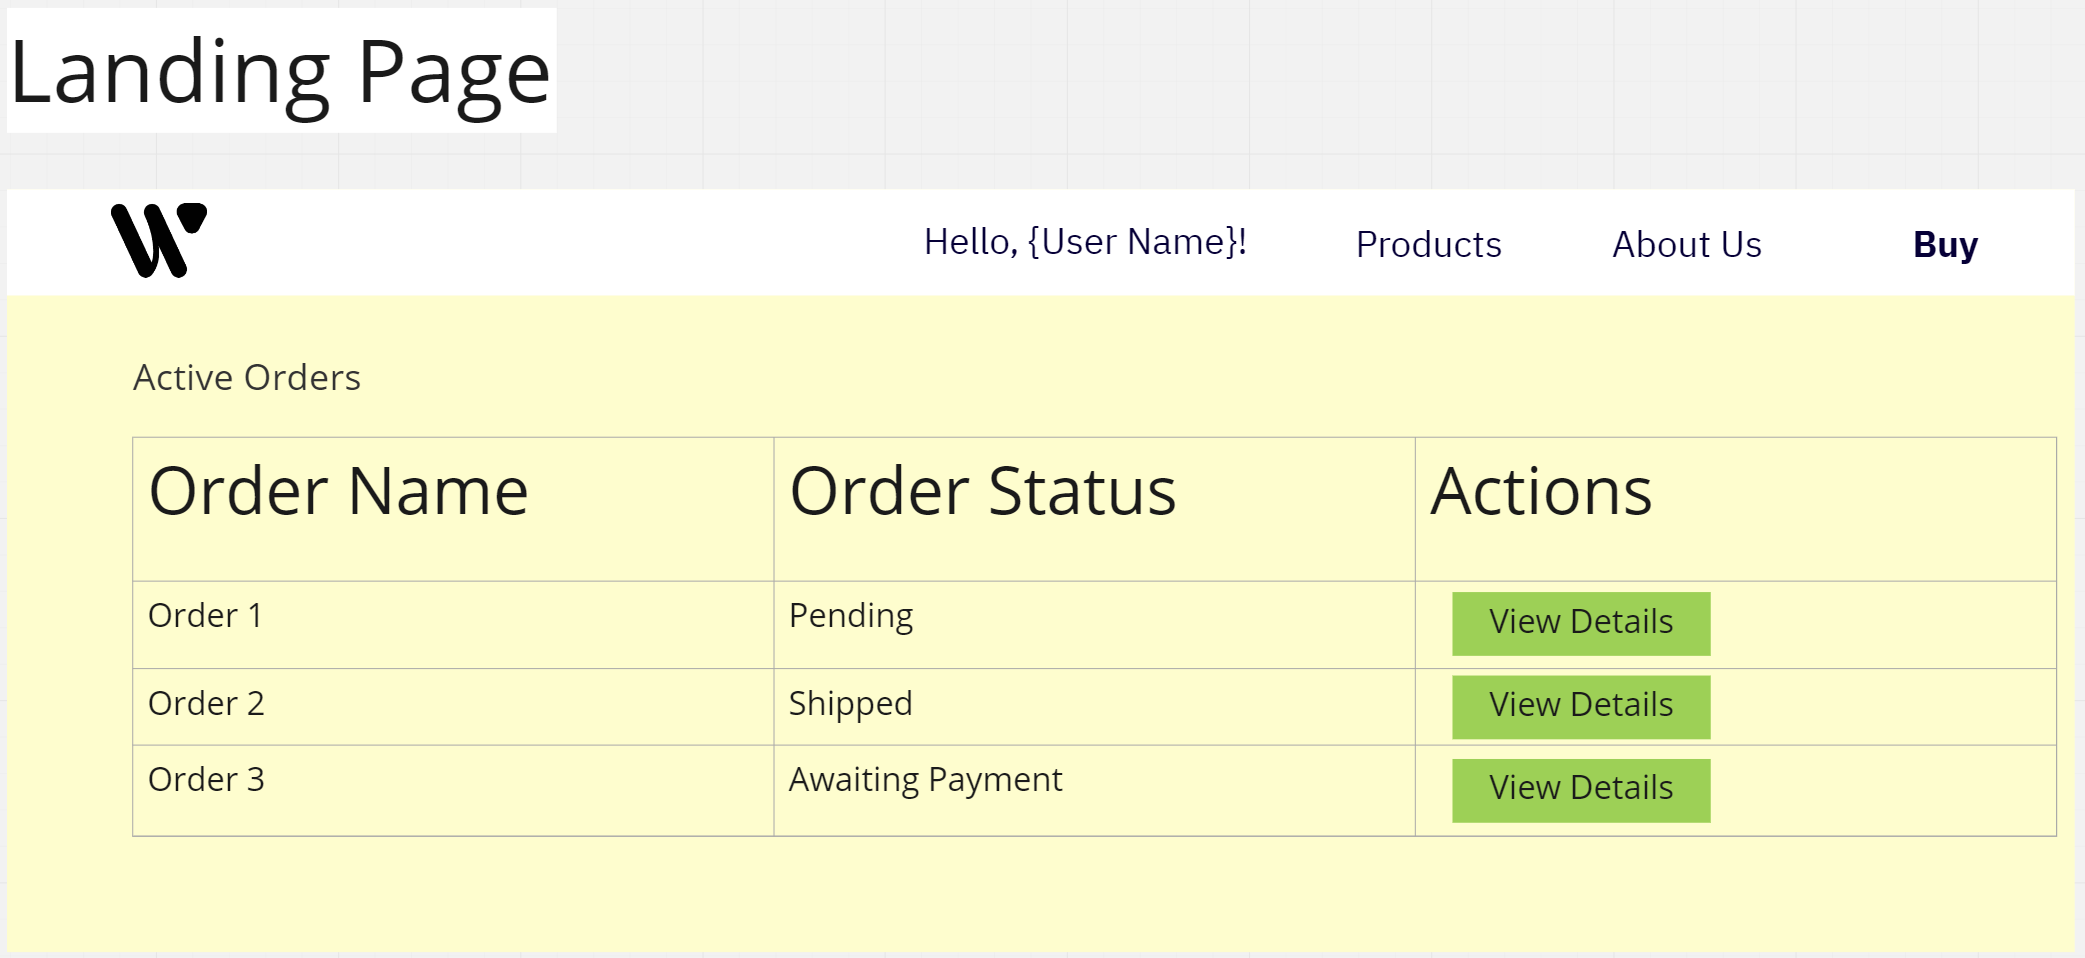 Landing Page
Hello, {User Name}! Products About Us Buy
Active Orders
Order Name Order Status Actions
Order 1 Pending View Details
Order 2 Shipped View Details
Order 3 Awaiting Payment View Details